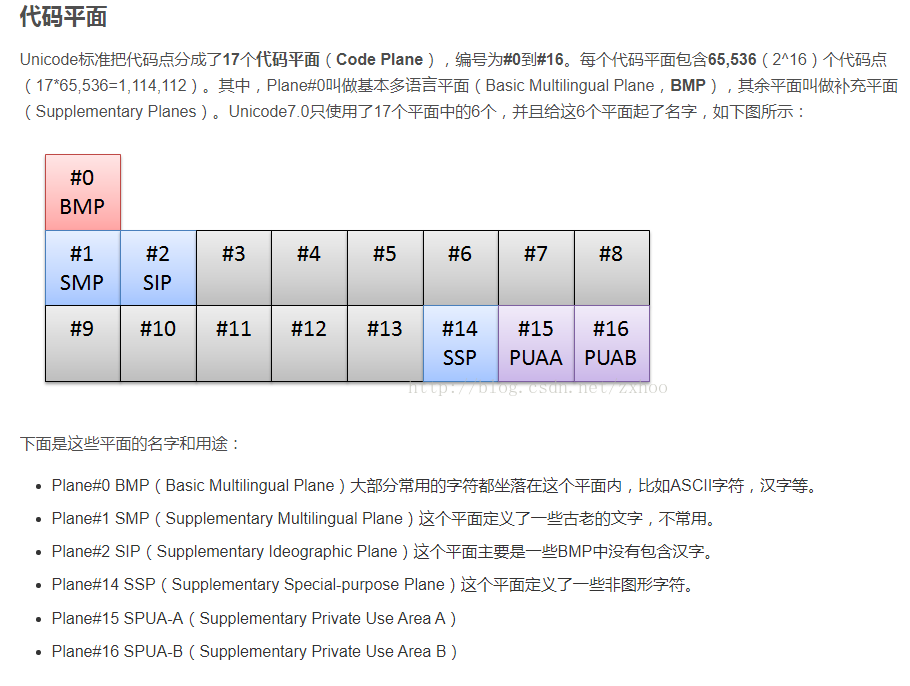 代码平面
Unicode标准把代码点分成了17个代码平面（Code Plane），编号为#0到#16。每个代码平面包含65,536（2^16）个代码点
（17*65,536=1,114,112）。其中，Plane#0叫做基本多语言平面（Basic Multilingual Plane，BMP），其余平面叫做补充平面
（Supplementary Planes）。Unicode7.0只使用了17个平面中的6个，并且给这6个平面起了名字，如下图所示：
#0
BMP
#1 #2 #3 #4 #5 #6 #7 #8
SMP SIP
#9 #10 #11 #12 #13 #14 #15 #16
SSP PUAA PUAB
http://blog.csdn.net/zxhoo
下面是这些平面的名字和用途：
• Plane#0 BMP（Basic Multilingual Plane）大部分常用的字符都坐落在这个平面内，比如ASCII字符，汉字等。
• Plane#1 SMP（Supplementary Multilingual Plane）这个平面定义了一些古老的文字，不常用。
• Plane#2 SIP（Supplementary Ideographic Plane）这个平面主要是一些BMP中没有包含汉字。
• Plane#14 SSP（Supplementary Special-purpose Plane）这个平面定义了一些非图形字符。
• Plane#15 SPUA-A（Supplementary Private Use Area A）
• Plane#16 SPUA-B（Supplementary Private Use Area B）